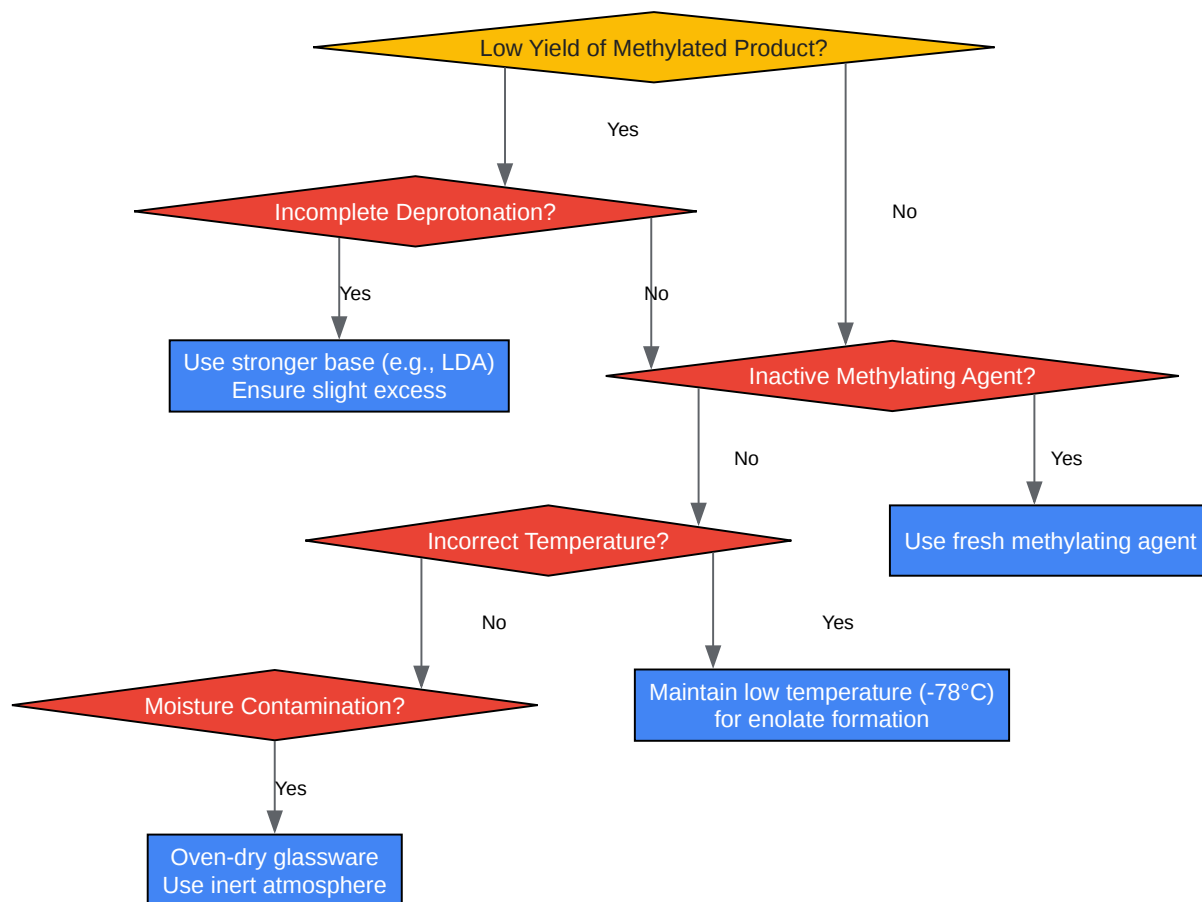 Low Yield of Methylated Product?
Yes
Incomplete Deprotonation?
No
Yes
No
Use stronger base (e.g., LDA)
Ensure slight excess
Inactive Methylating Agent?
No
Yes
Incorrect Temperature?
Use fresh methylating agent
No
Yes
Moisture Contamination?
Maintain low temperature (-78°C)
for enolate formation
Yes
Oven-dry glassware
Use inert atmosphere